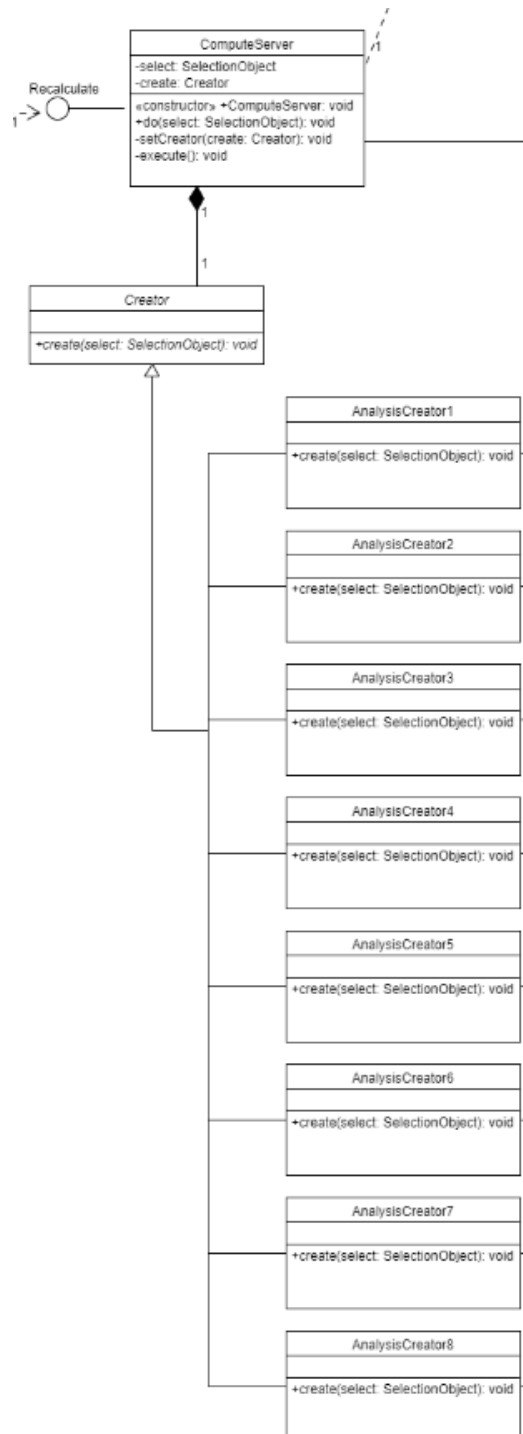 ComputeServer
1
-select: SelectionObject
-create: Creator
Recalculate
1
«constructor» +ComputeServer: void
+do(select: SelectionObject): void
-setCreator(create: Creator): void
-execute(): void
1
1
Creator
+create(select: SelectionObject): void
AnalysisCreator1
+create(select: SelectionObject): void
AnalysisCreator2
+create(select: SelectionObject): void
AnalysisCreator3
+create(select: SelectionObject): void
AnalysisCreator4
+create(select: SelectionObject): void
AnalysisCreator5
+create(select: SelectionObject): void
AnalysisCreator6
+create(select: SelectionObject): void
AnalysisCreator7
+create(select: SelectionObject): void
AnalysisCreator8
+create(select: SelectionObject): void